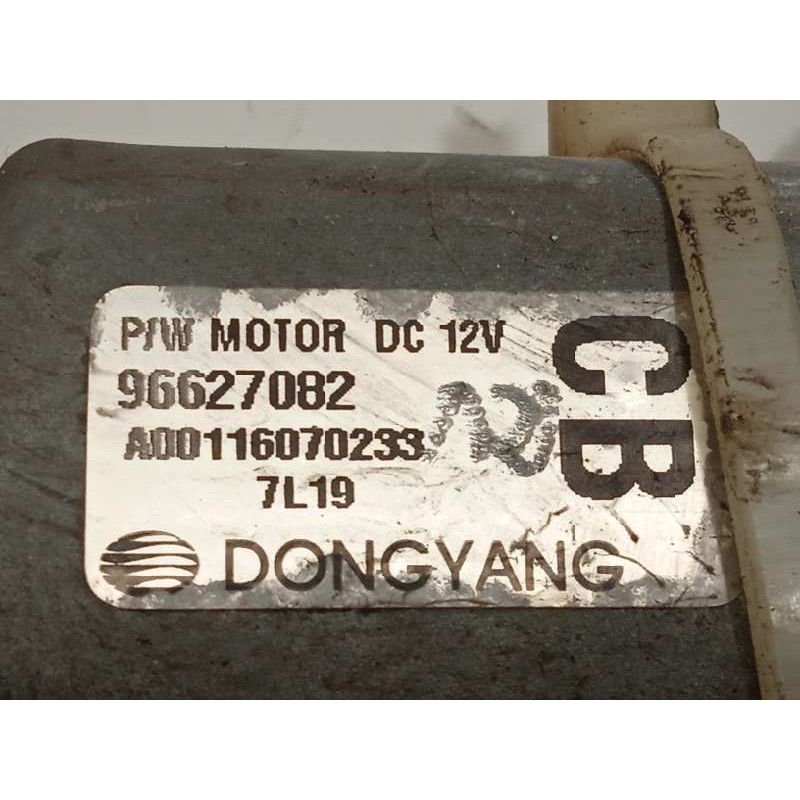 P/W MOTOR DC 12V
96627082
A00116070233
7L19
DONGYANG
CB